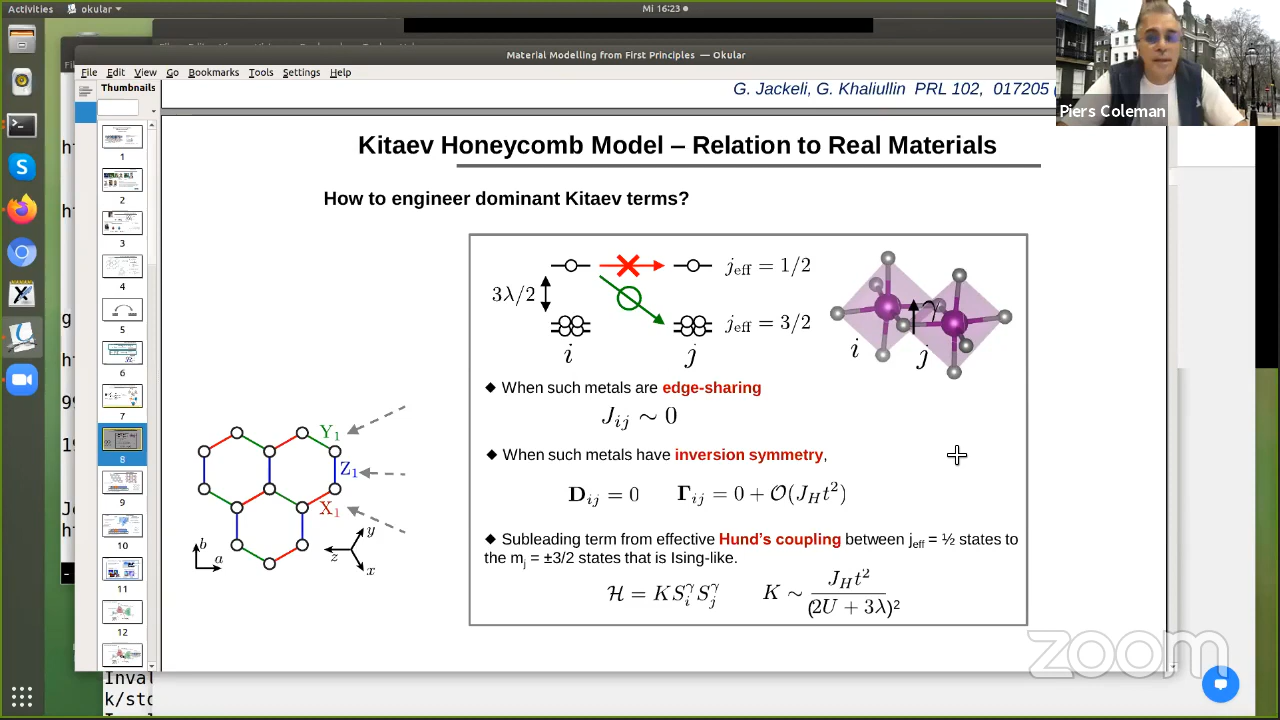 Activities
okular
Mi 16:23
Material Modelling from First Principles — Okular
File Edit View Go Bookmarks Tools Settings Help
Thumbnails
1
2
3
4
5
6
7
8
9
10
11
12
G. Jackeli, G. Khaliullin PRL 102, 017205
Piers Coleman
Kitaev Honeycomb Model – Relation to Real Materials
How to engineer dominant Kitaev terms?
3λ/2
j_eff = 1/2
j_eff = 3/2
i
j
γ
i
j
◆ When such metals are edge-sharing
J_ij ∼ 0
◆ When such metals have inversion symmetry,
D_ij = 0 Γ_ij = 0 + O(J_H t²)
◆ Subleading term from effective Hund's coupling between j_eff = ½ states to
the m_j = ±3/2 states that is Ising-like.
H = K S_i^γ S_j^γ K ∼ J_H t² / (2U + 3λ)²
Y₁
Z₁
X₁
b
a
z
y
x
Inval
k/sto
zoom